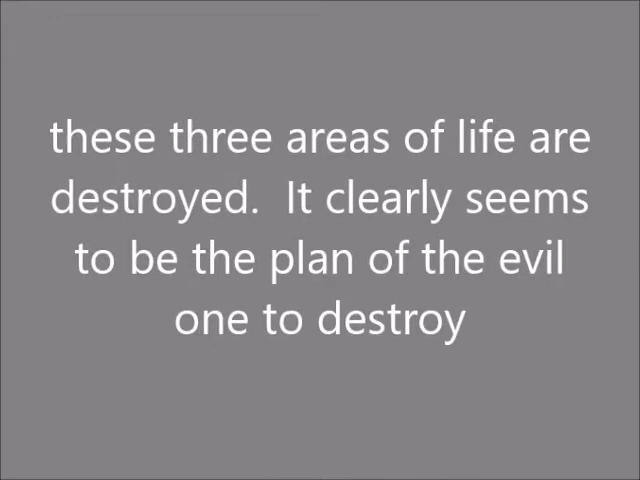 these three areas of life are
destroyed.  It clearly seems
to be the plan of the evil
one to destroy